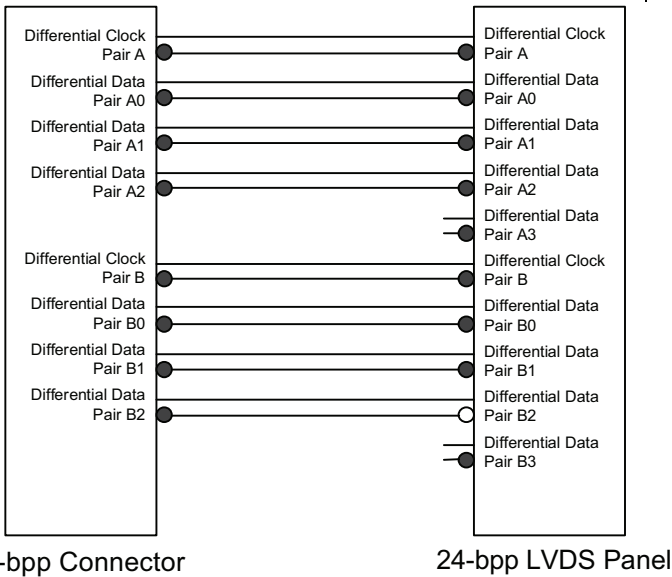 Differential Clock
Pair A
Differential Data
Pair A0
Differential Data
Pair A1
Differential Data
Pair A2
Differential Clock
Pair B
Differential Data
Pair B0
Differential Data
Pair B1
Differential Data
Pair B2
Differential Clock
Pair A
Differential Data
Pair A0
Differential Data
Pair A1
Differential Data
Pair A2
Differential Data
Pair A3
Differential Clock
Pair B
Differential Data
Pair B0
Differential Data
Pair B1
Differential Data
Pair B2
Differential Data
Pair B3
-bpp Connector
24-bpp LVDS Panel